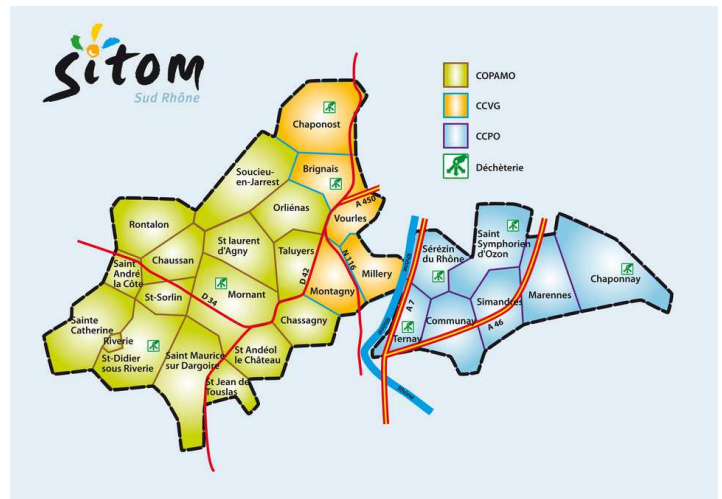 sitom
Sud Rhône
COPAMO
CCVG
CCPO
Déchèterie
Chaponost
Brignais
Soucieu-
en-Jarrest
A 450
Orliénas
Vourles
Rontalon
St laurent
d'Agny
Taluyers
Chaussan
N 116
Millery
Saint
André
la Côte
D 42
Montagny
St-Sorlin
Mornant
D 34
Chassagny
Sainte
Catherine
Riverie
St-Didier
sous Riverie
Saint Maurice
sur Dargoire
St Andéol
le Château
St Jean de
Touslas
Rhône
Sérézin
du Rhône
Saint
Symphorien
d'Ozon
Chaponnay
A 7
Simandres
Marennes
Communay
A 46
Rhône
Ternay
Rhône